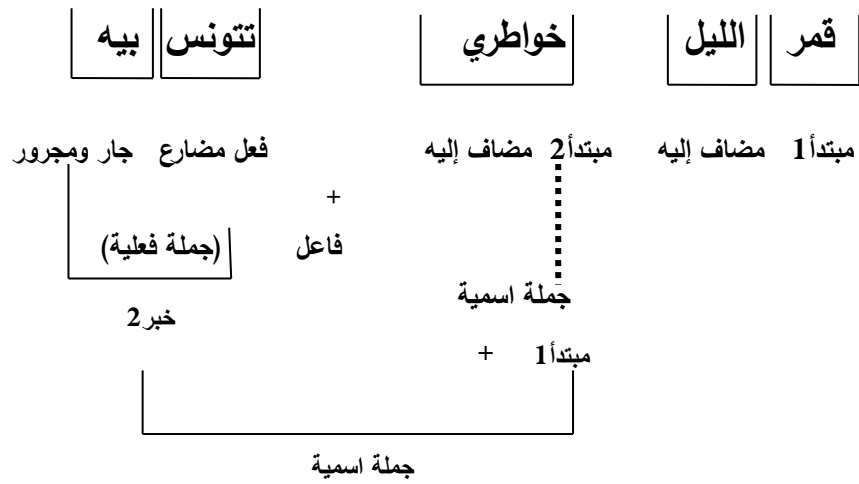 قمر الليل خواطري تتونس بيه
مبتدأ1 مضاف إليه مبتدأ2 مضاف إليه فعل مضارع جار ومجرور
+
فاعل (جملة فعلية)
جملة اسمية
خبر2
مبتدأ1 +
جملة اسمية